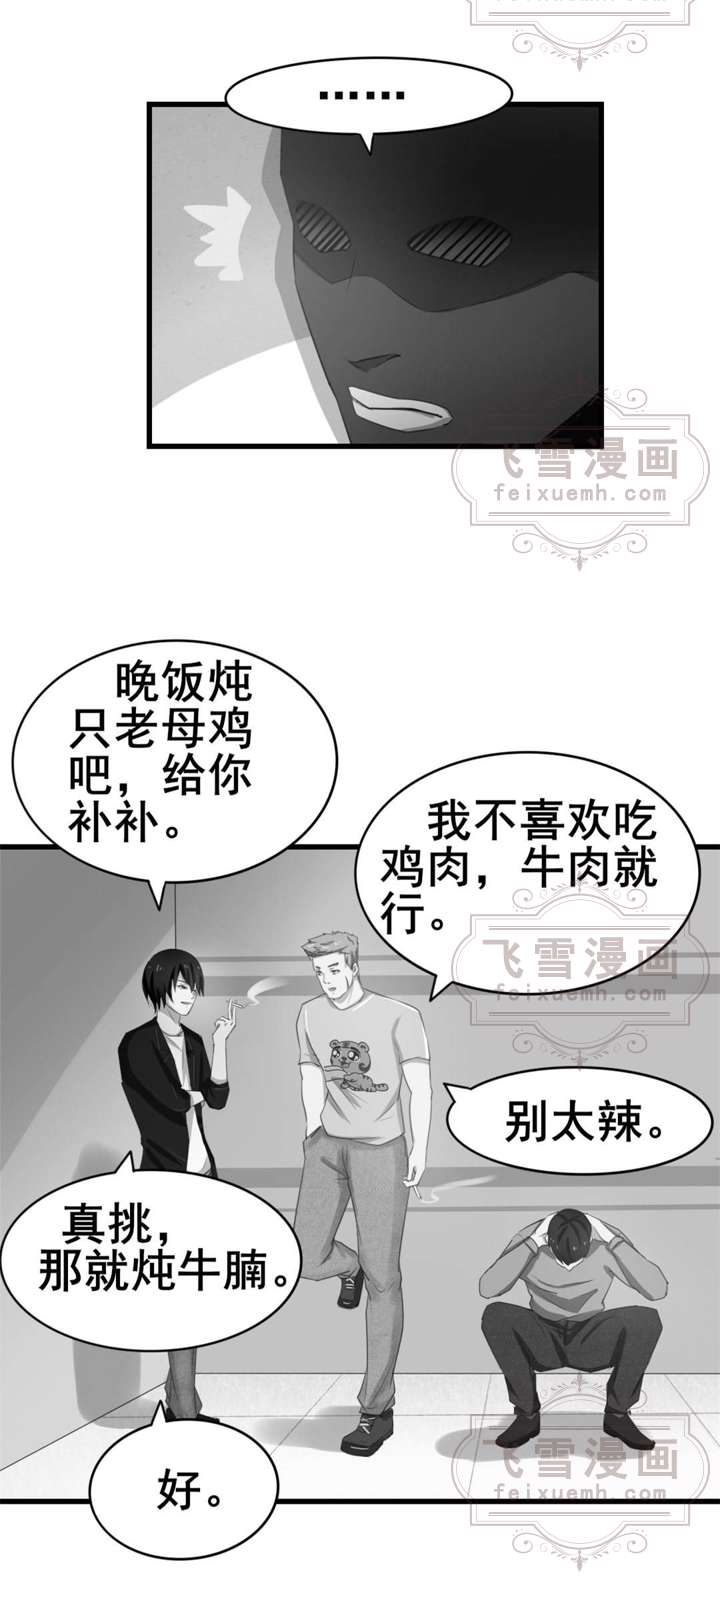 ……
飞雪漫画
feixuemh.com
晚饭炖
只老母鸡
吧，给你
补补。
我不喜欢吃
鸡肉，牛肉就
行。
飞雪漫画
feixuemh.com
别太辣。
真挑，
那就炖牛腩。
好。
飞雪漫画
feixuemh.com